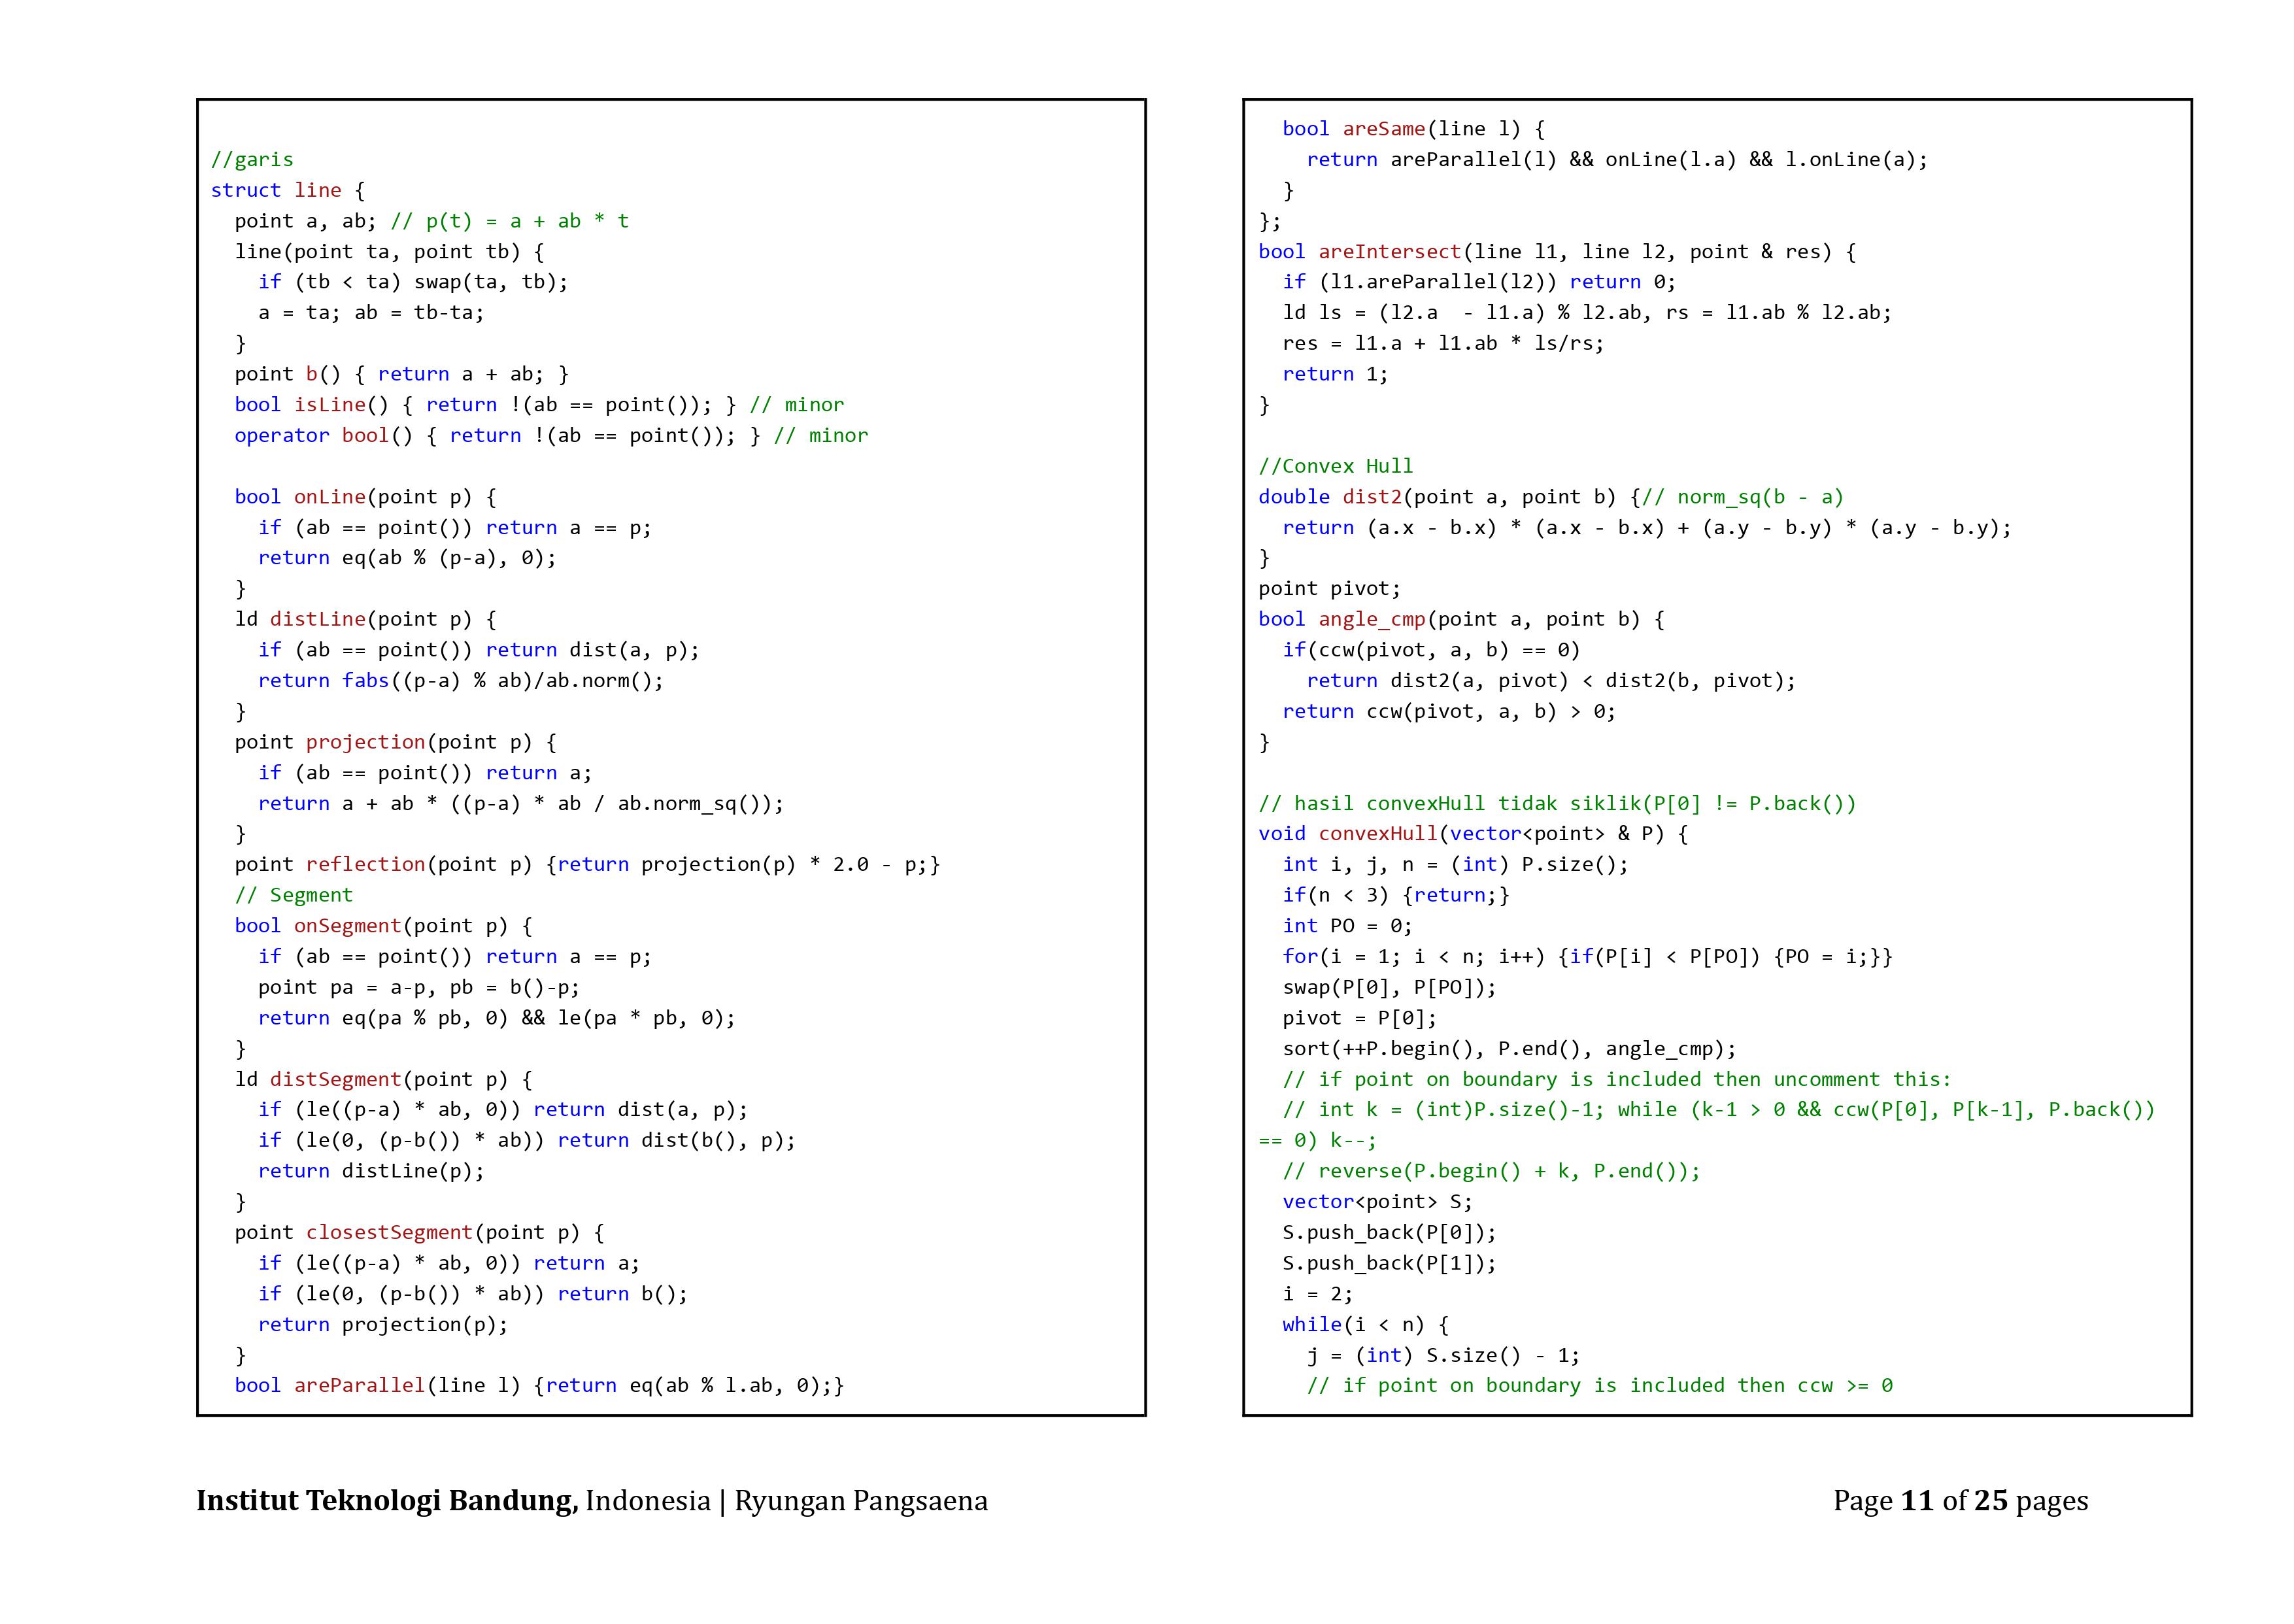 //garis
struct line {
  point a, ab; // p(t) = a + ab * t
  line(point ta, point tb) {
    if (tb < ta) swap(ta, tb);
    a = ta; ab = tb-ta;
  }
  point b() { return a + ab; }
  bool isLine() { return !(ab == point()); } // minor
  operator bool() { return !(ab == point()); } // minor

  bool onLine(point p) {
    if (ab == point()) return a == p;
    return eq(ab % (p-a), 0);
  }
  ld distLine(point p) {
    if (ab == point()) return dist(a, p);
    return fabs((p-a) % ab)/ab.norm();
  }
  point projection(point p) {
    if (ab == point()) return a;
    return a + ab * ((p-a) * ab / ab.norm_sq());
  }
  point reflection(point p) {return projection(p) * 2.0 - p;}
  // Segment
  bool onSegment(point p) {
    if (ab == point()) return a == p;
    point pa = a-p, pb = b()-p;
    return eq(pa % pb, 0) && le(pa * pb, 0);
  }
  ld distSegment(point p) {
    if (le((p-a) * ab, 0)) return dist(a, p);
    if (le(0, (p-b()) * ab)) return dist(b(), p);
    return distLine(p);
  }
  point closestSegment(point p) {
    if (le((p-a) * ab, 0)) return a;
    if (le(0, (p-b()) * ab)) return b();
    return projection(p);
  }
  bool areParallel(line l) {return eq(ab % l.ab, 0);}
  bool areSame(line l) {
    return areParallel(l) && onLine(l.a) && l.onLine(a);
  }
};
bool areIntersect(line l1, line l2, point & res) {
  if (l1.areParallel(l2)) return 0;
  ld ls = (l2.a  - l1.a) % l2.ab, rs = l1.ab % l2.ab;
  res = l1.a + l1.ab * ls/rs;
  return 1;
}

//Convex Hull
double dist2(point a, point b) {// norm_sq(b - a)
  return (a.x - b.x) * (a.x - b.x) + (a.y - b.y) * (a.y - b.y);
}
point pivot;
bool angle_cmp(point a, point b) {
  if(ccw(pivot, a, b) == 0)
    return dist2(a, pivot) < dist2(b, pivot);
  return ccw(pivot, a, b) > 0;
}

// hasil convexHull tidak siklik(P[0] != P.back())
void convexHull(vector<point> & P) {
  int i, j, n = (int) P.size();
  if(n < 3) {return;}
  int PO = 0;
  for(i = 1; i < n; i++) {if(P[i] < P[PO]) {PO = i;}}
  swap(P[0], P[PO]);
  pivot = P[0];
  sort(++P.begin(), P.end(), angle_cmp);
  // if point on boundary is included then uncomment this:
  // int k = (int)P.size()-1; while (k-1 > 0 && ccw(P[0], P[k-1], P.back())
== 0) k--;
  // reverse(P.begin() + k, P.end());
  vector<point> S;
  S.push_back(P[0]);
  S.push_back(P[1]);
  i = 2;
  while(i < n) {
    j = (int) S.size() - 1;
    // if point on boundary is included then ccw >= 0
Institut Teknologi Bandung, Indonesia | Ryungan Pangsaena
Page 11 of 25 pages